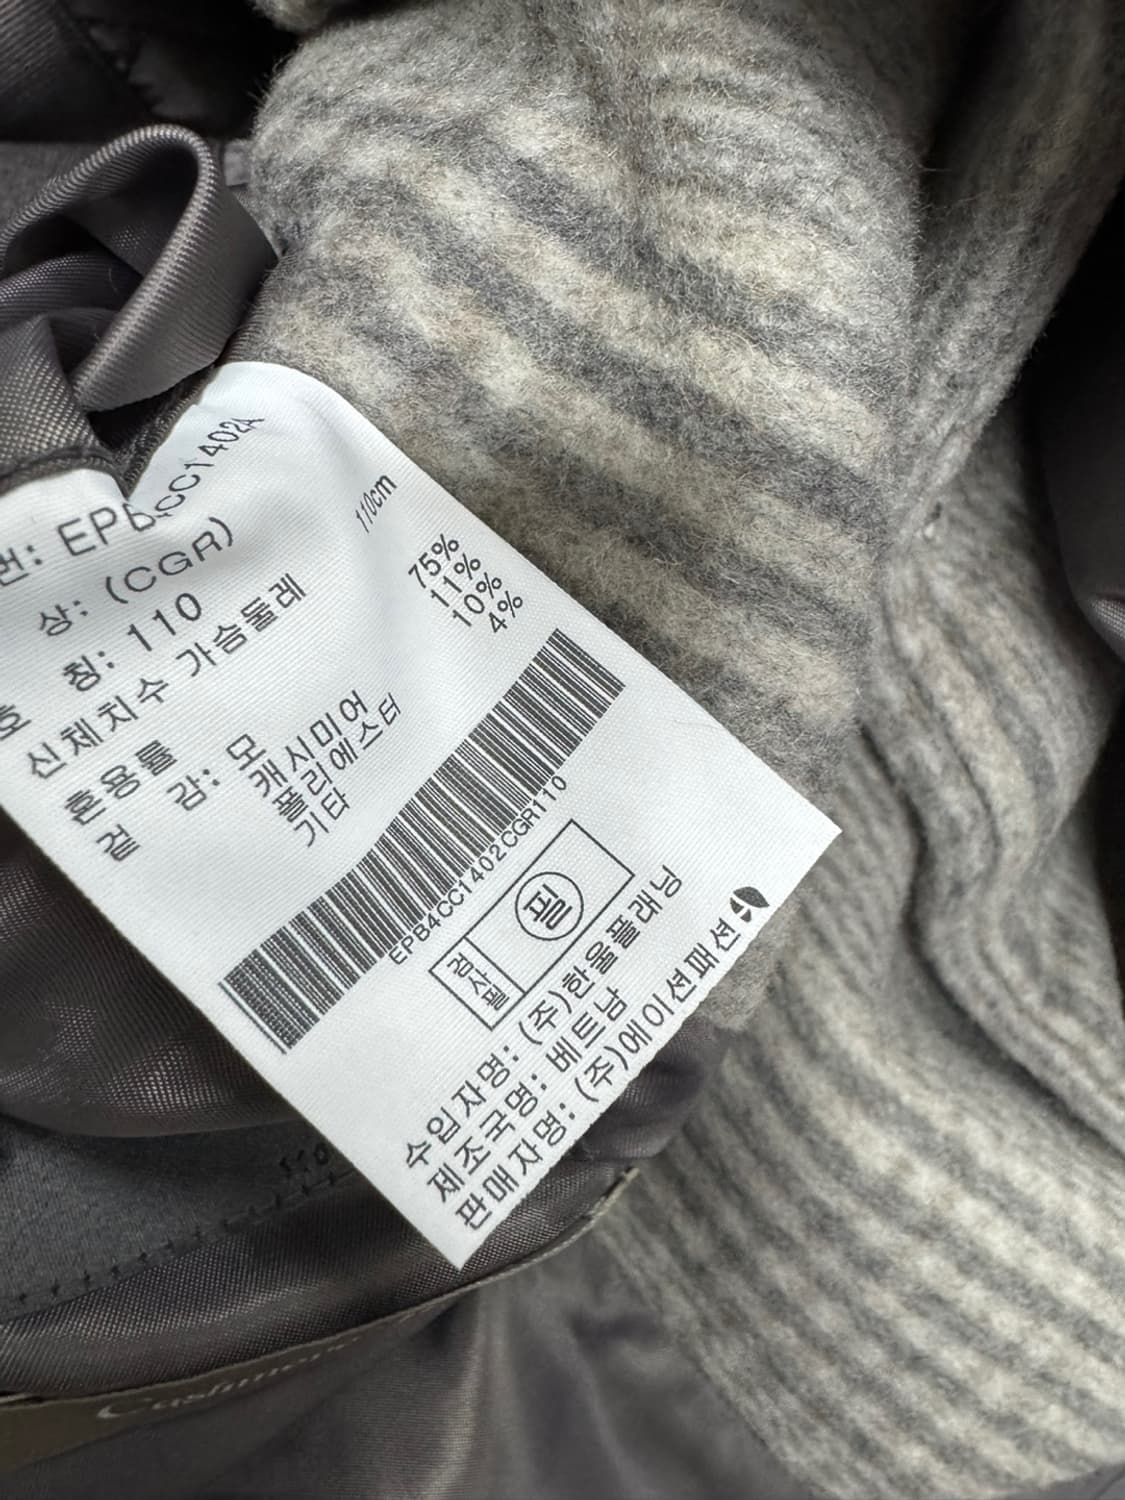 번: EPB4CC1402A
상: (CGR)
호 칭: 110
신체치수 가슴둘레 110cm
혼용률
겉 감: 모 75%
캐시미어 11%
폴리에스터 10%
기타 4%
EPB4CC1402CGR110
검사필 필
수입자명: (주)한울플래닝
제조국명: 베트남
판매자명: (주)에이션패션
110
Cashmere